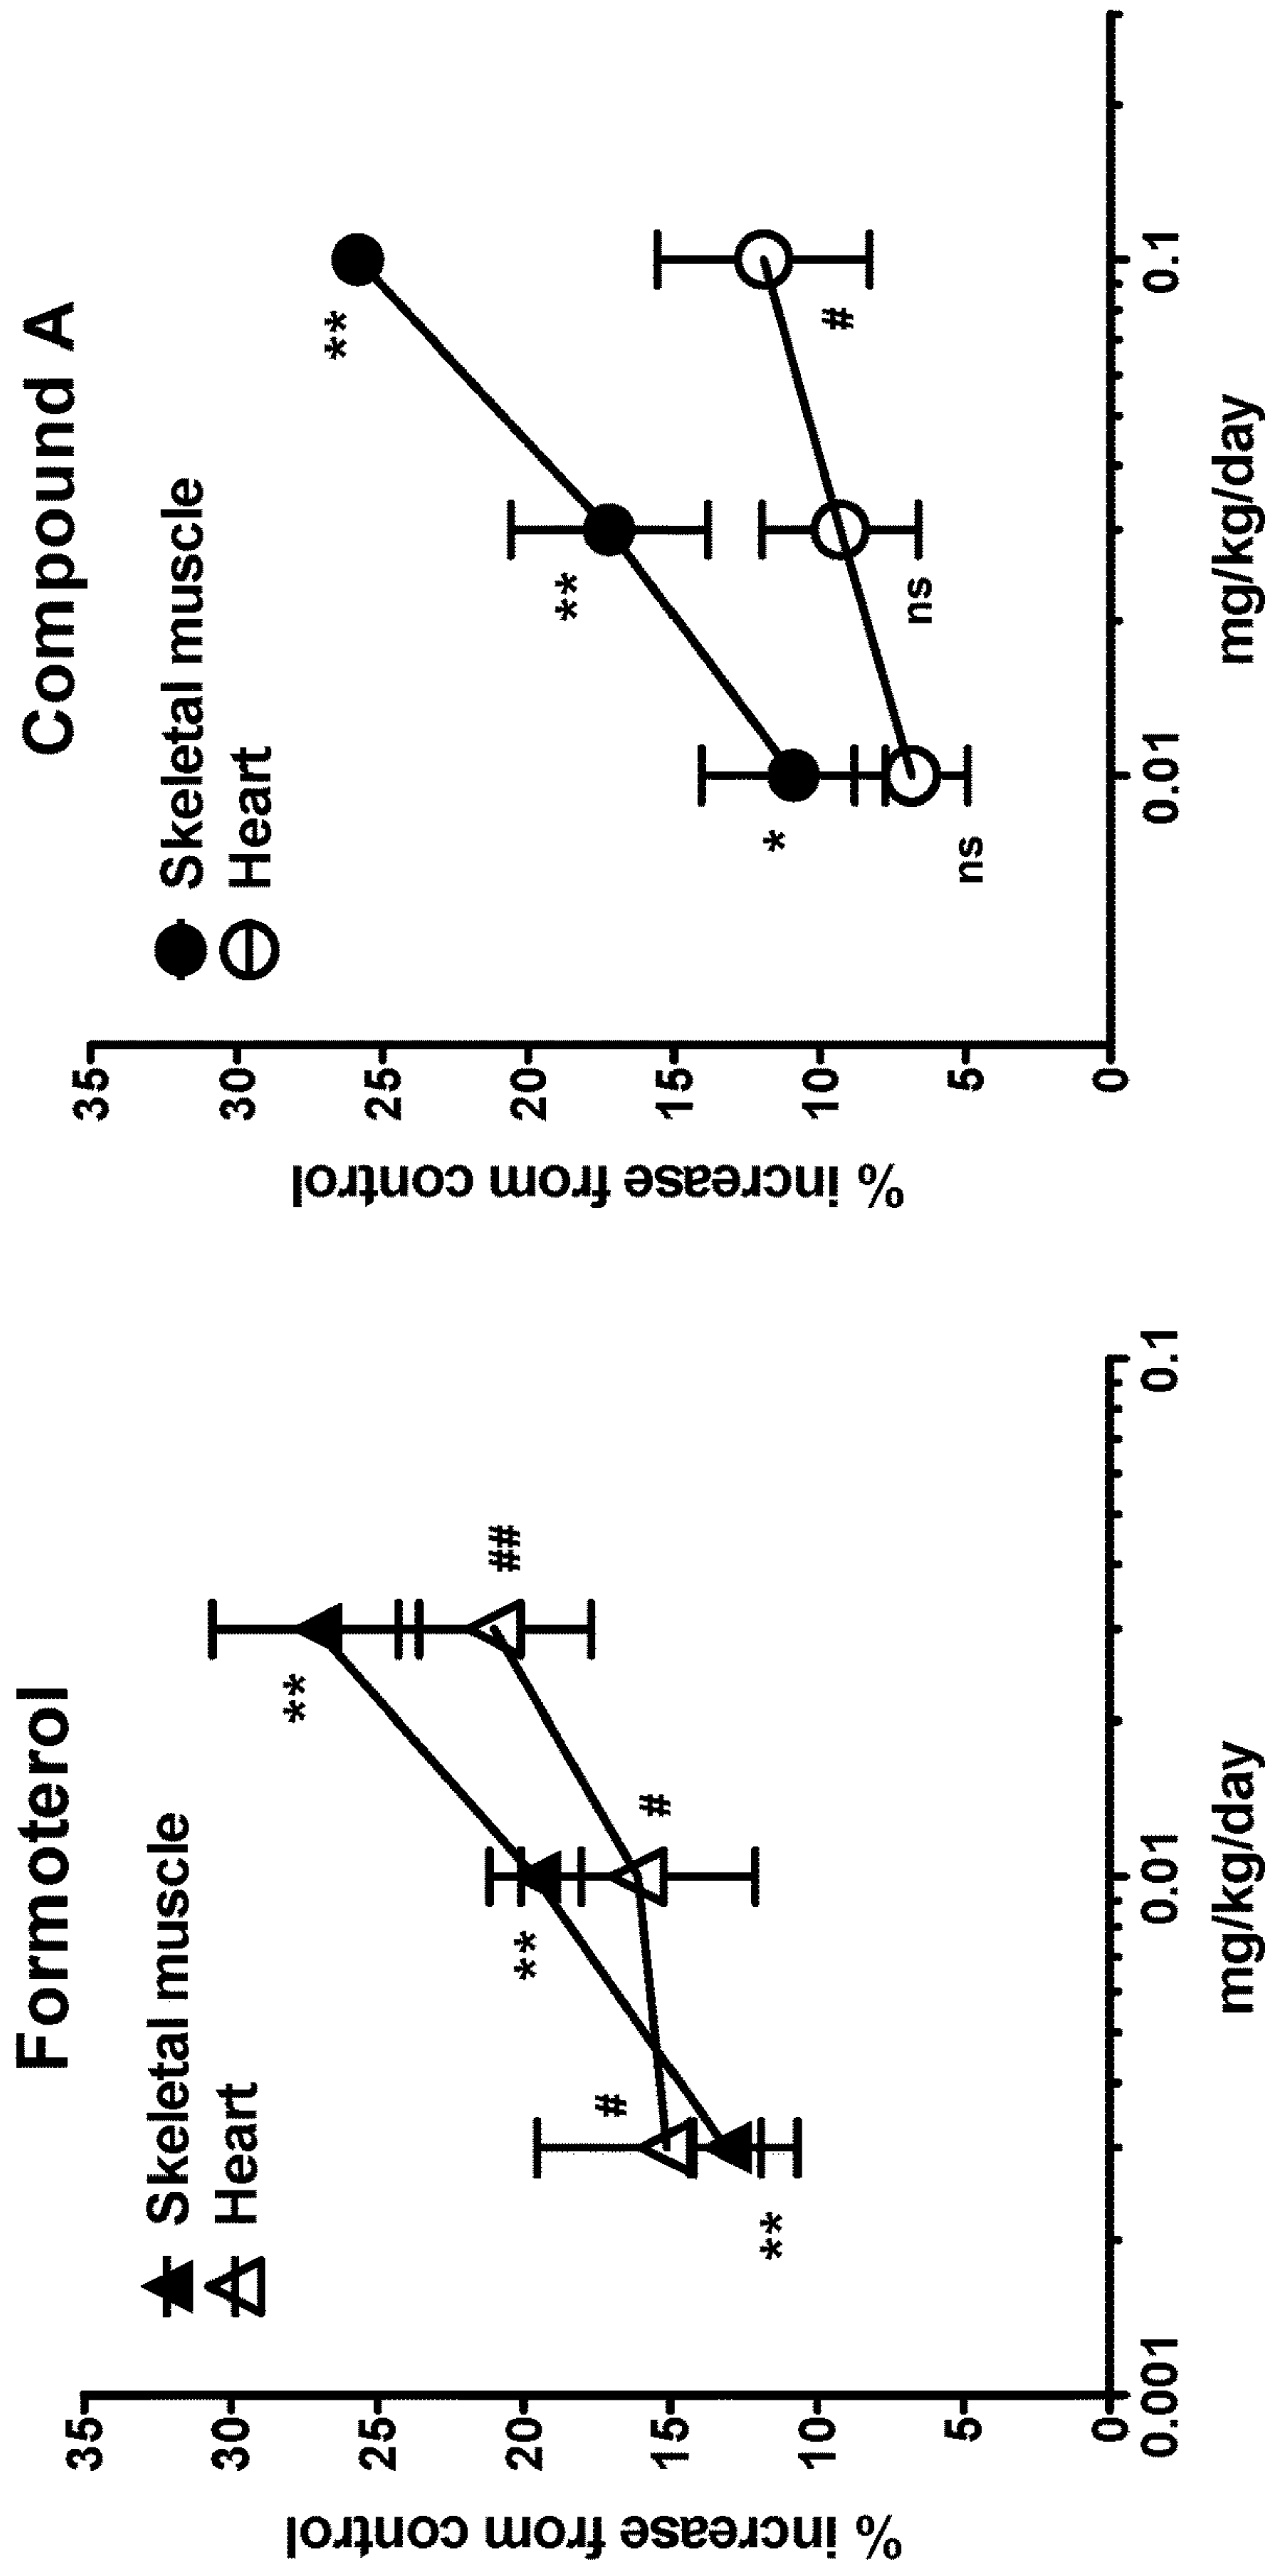 Formoterol
Skeletal muscle
Heart
% increase from control
35
30
25
20
15
10
5
0
**
**
**
#
#
##
0.001
0.01
0.1
mg/kg/day
Compound A
Skeletal muscle
Heart
% increase from control
35
30
25
20
15
10
5
0
*
**
**
ns
ns
#
0.01
0.1
mg/kg/day